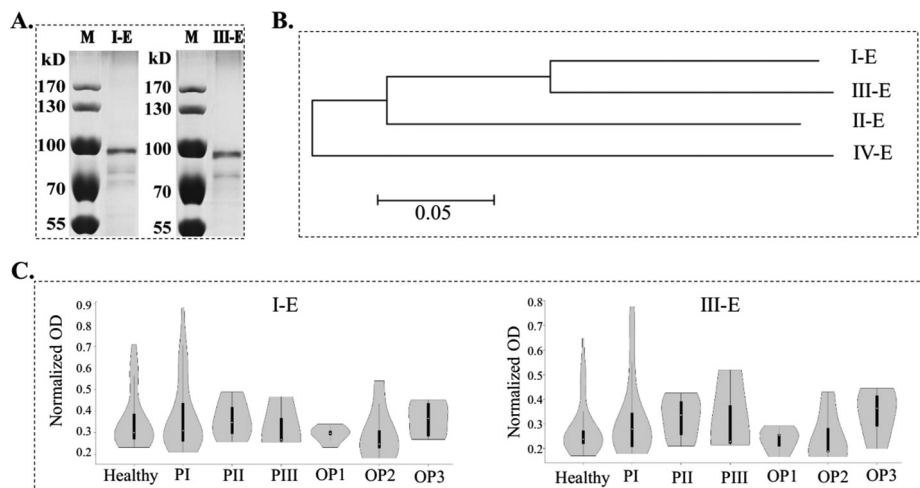 A.
M I-E M III-E
kD kD
170 170
130 130
100 100
70 70
55 55
B.
I-E
III-E
II-E
IV-E
0.05
C.
I-E
Normalized OD
0.9
0.8
0.7
0.6
0.5
0.4
0.3
0.2
Healthy PI PII PIII OP1 OP2 OP3
III-E
Normalized OD
0.8
0.7
0.6
0.5
0.4
0.3
0.2
Healthy PI PII PIII OP1 OP2 OP3